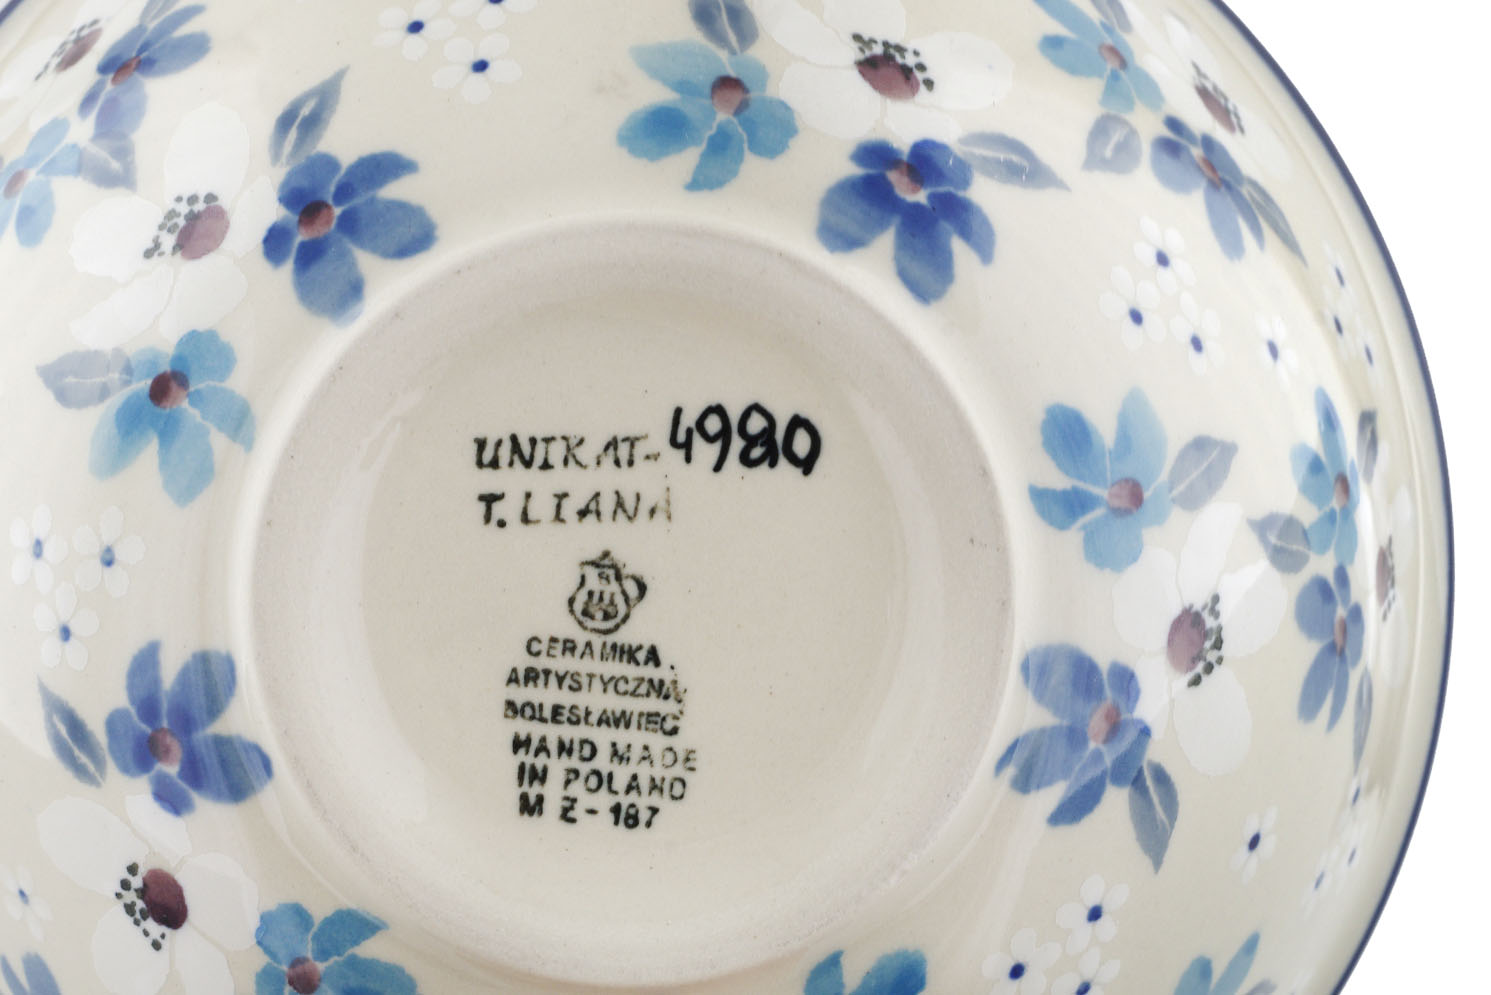 UNIKAT-4980
T. LIANA
CERAMIKA
ARTYSTYCZNA
BOLESŁAWIEC
HAND MADE
IN POLAND
M Z-187